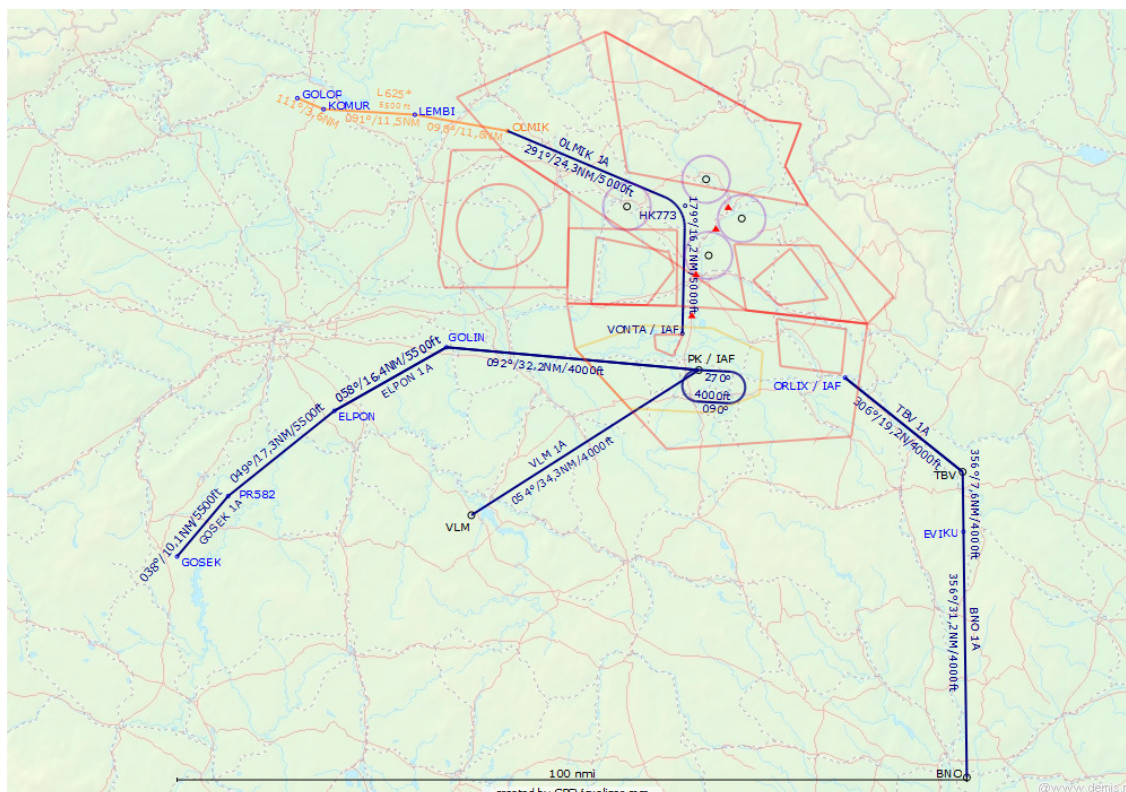 GOLOP
KOMUR
L625*
5500 ft
LEMBI
OLMIK
111°/3,6NM
091°/11,5NM
OLMIK 1A
291°/24,3NM/5000ft
HK773
179°/16,2NM/5000ft
VONTA / IAF
GOLIN
092°/32,2NM/4000ft
PK / IAF
270°
4000ft
090°
ORLIX / IAF
058°/16,4NM/5500ft
ELPON 1A
ELPON
049°/17,3NM/5500ft
PR582
GOSEK 1A
038°/10,1NM/5500ft
GOSEK
VLM 1A
054°/34,3NM/4000ft
VLM
TBV 1A
306°/19,2N/4000ft
TBV
356°/7,6NM/4000ft
EVIKU
BNO 1A
356°/31,2NM/4000ft
BNO
100 nmi